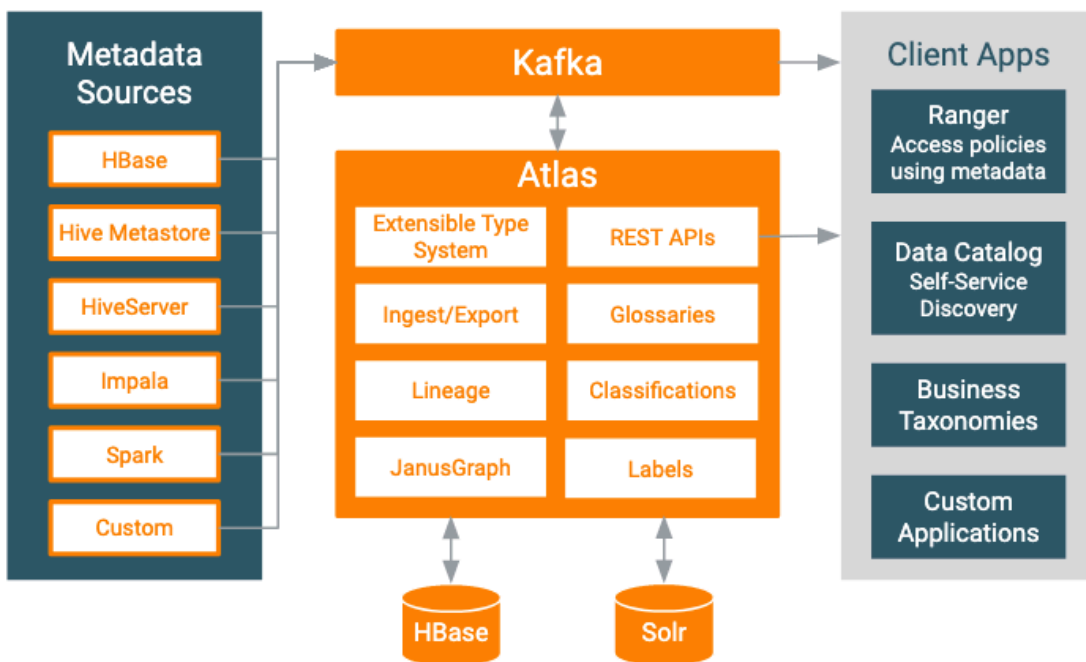 Metadata
Sources
HBase
Hive Metastore
HiveServer
Impala
Spark
Custom
Kafka
Atlas
Extensible Type
System
REST APIs
Ingest/Export
Glossaries
Lineage
Classifications
JanusGraph
Labels
HBase
Solr
Client Apps
Ranger
Access policies
using metadata
Data Catalog
Self-Service
Discovery
Business
Taxonomies
Custom
Applications